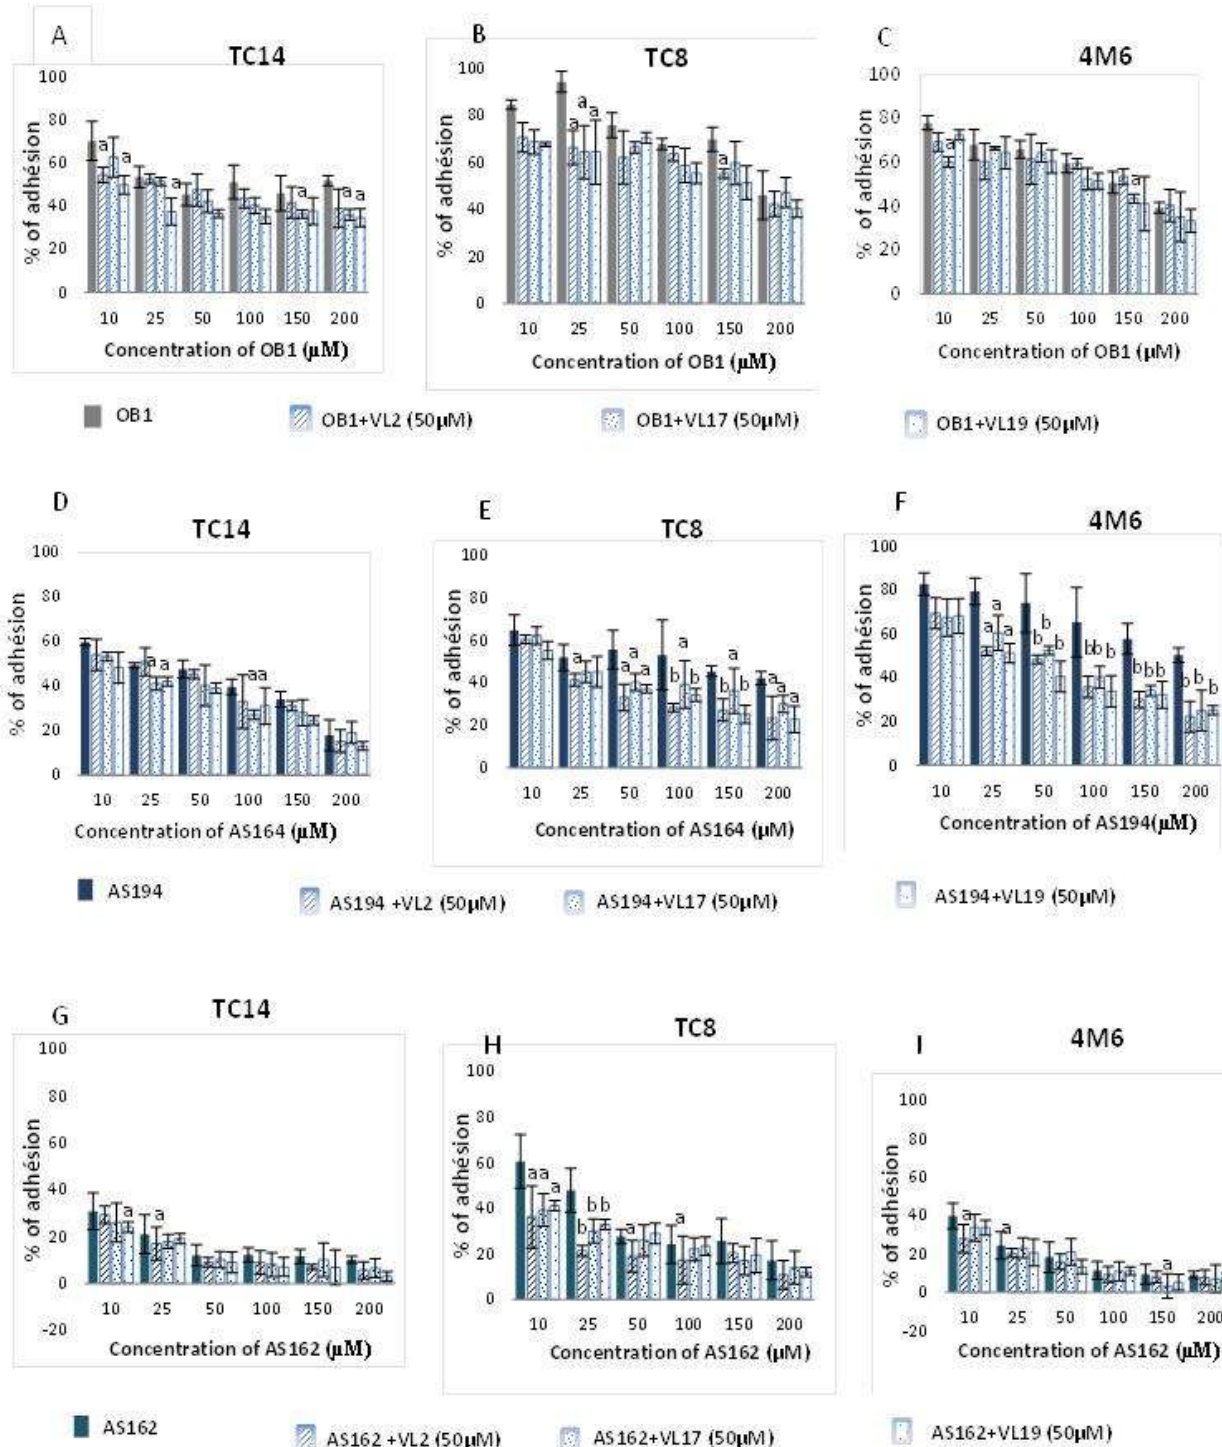 A
TC14
% of adhésion
100
80
60
40
20
0
a
a
a
a
a
a
10 25 50 100 150 200
Concentration of OB1 (µM)
B
TC8
% of adhésion
100
80
60
40
20
0
a
a
a
a
10 25 50 100 150 200
Concentration of OB1 (µM)
C
4M6
% of adhésion
100
80
60
40
20
0
a
a
10 25 50 100 150 200
Concentration of OB1 (µM)
OB1
OB1+VL2 (50µM)
OB1+VL17 (50µM)
OB1+VL19 (50µM)
D
TC14
% of adhésion
100
80
60
40
20
0
a a
aa
10 25 50 100 150 200
Concentration of AS164 (µM)
E
TC8
% of adhésion
100
80
60
40
20
0
a
a a a
b a b
b a b
a a a
10 25 50 100 150 200
Concentration of AS164 (µM)
F
4M6
% of adhésion
100
80
60
40
20
0
a a a
b b b
bb b
b b b
b b b
10 25 50 100 150 200
Concentration of AS194(µM)
AS194
AS194 +VL2 (50µM)
AS194+VL17 (50µM)
AS194+VL19 (50µM)
G
TC14
% of adhésion
100
80
60
40
20
0
-20
a
a
10 25 50 100 150 200
Concentration of AS162 (µM)
H
TC8
% of adhésion
100
80
60
40
20
0
aa a
b b b
a
a
10 25 50 100 150 200
Concentration of AS162 (µM)
I
4M6
% of adhésion
100
80
60
40
20
0
-20
a
a
a
10 25 50 100 150 200
Concentration of AS162 (µM)
AS162
AS162 +VL2 (50µM)
AS162+VL17 (50µM)
AS162+VL19 (50µM)